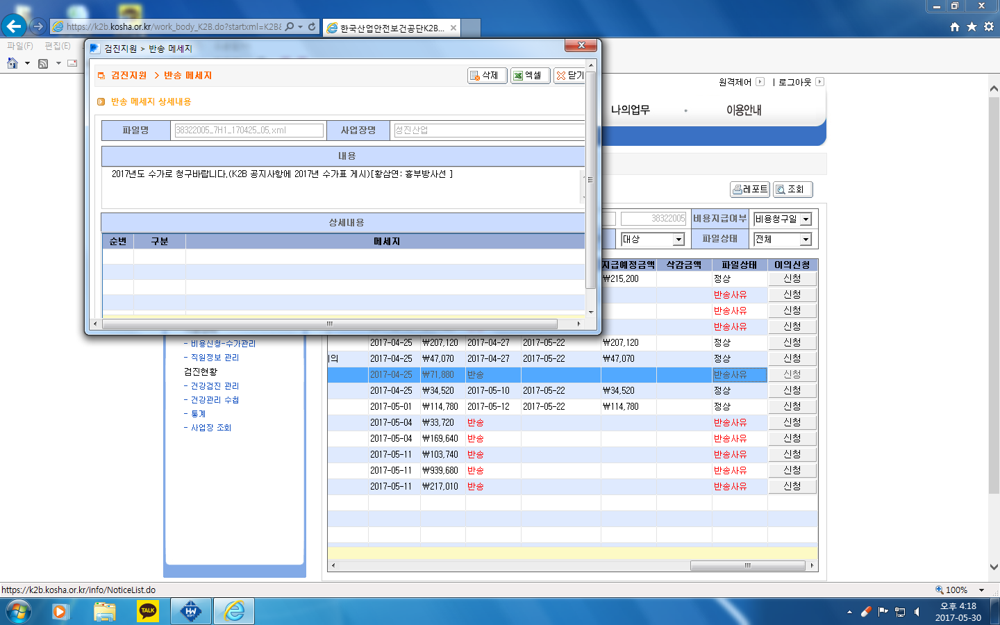 https://k2b.kosha.or.kr/work_body_K2B.do?startxml=K2B&
한국산업안전보건공단K2B...
파일(F) 편집(E)
검진지원 > 반송 메세지
검진지원 > 반송 메세지
삭제 엑셀 닫기
반송 메세지 상세내용
파일명 38322005_7H1_170425_05.xml 사업장명 성진산업
내용
2017년도 수가로 청구바랍니다.(K2B 공지사항에 2017년 수가표 게시)[황삼연: 흉부방사선 ]
상세내용
순번 구분 메세지
원격제어 | 로그아웃
나의업무 이용안내
레포트 조회
38322005 비용지급여부 비용청구일
대상 파일상태 전체
지급예정금액 삭감금액 파일상태 이의신청
₩215,200 정상 신청
반송사유 신청
반송사유 신청
반송사유 신청
2017-04-25 ₩207,120 2017-04-27 2017-05-22 ₩207,120 정상 신청
2017-04-25 ₩47,070 2017-04-27 2017-05-22 ₩47,070 정상 신청
2017-04-25 ₩71,880 반송 반송사유 신청
2017-04-25 ₩34,520 2017-05-10 2017-05-22 ₩34,520 정상 신청
2017-05-01 ₩114,780 2017-05-12 2017-05-22 ₩114,780 정상 신청
2017-05-04 ₩33,720 반송 반송사유 신청
2017-05-04 ₩169,640 반송 반송사유 신청
2017-05-11 ₩103,740 반송 반송사유 신청
2017-05-11 ₩939,680 반송 반송사유 신청
2017-05-11 ₩217,010 반송 반송사유 신청
- 비용신청-수가관리
- 직원정보 관리
검진현황
- 건강검진 관리
- 건강관리 수첩
- 통계
- 사업장 조회
https://k2b.kosha.or.kr/info/NoticeList.do
100%
TALK
HW
SOFT
오후 4:18
2017-05-30